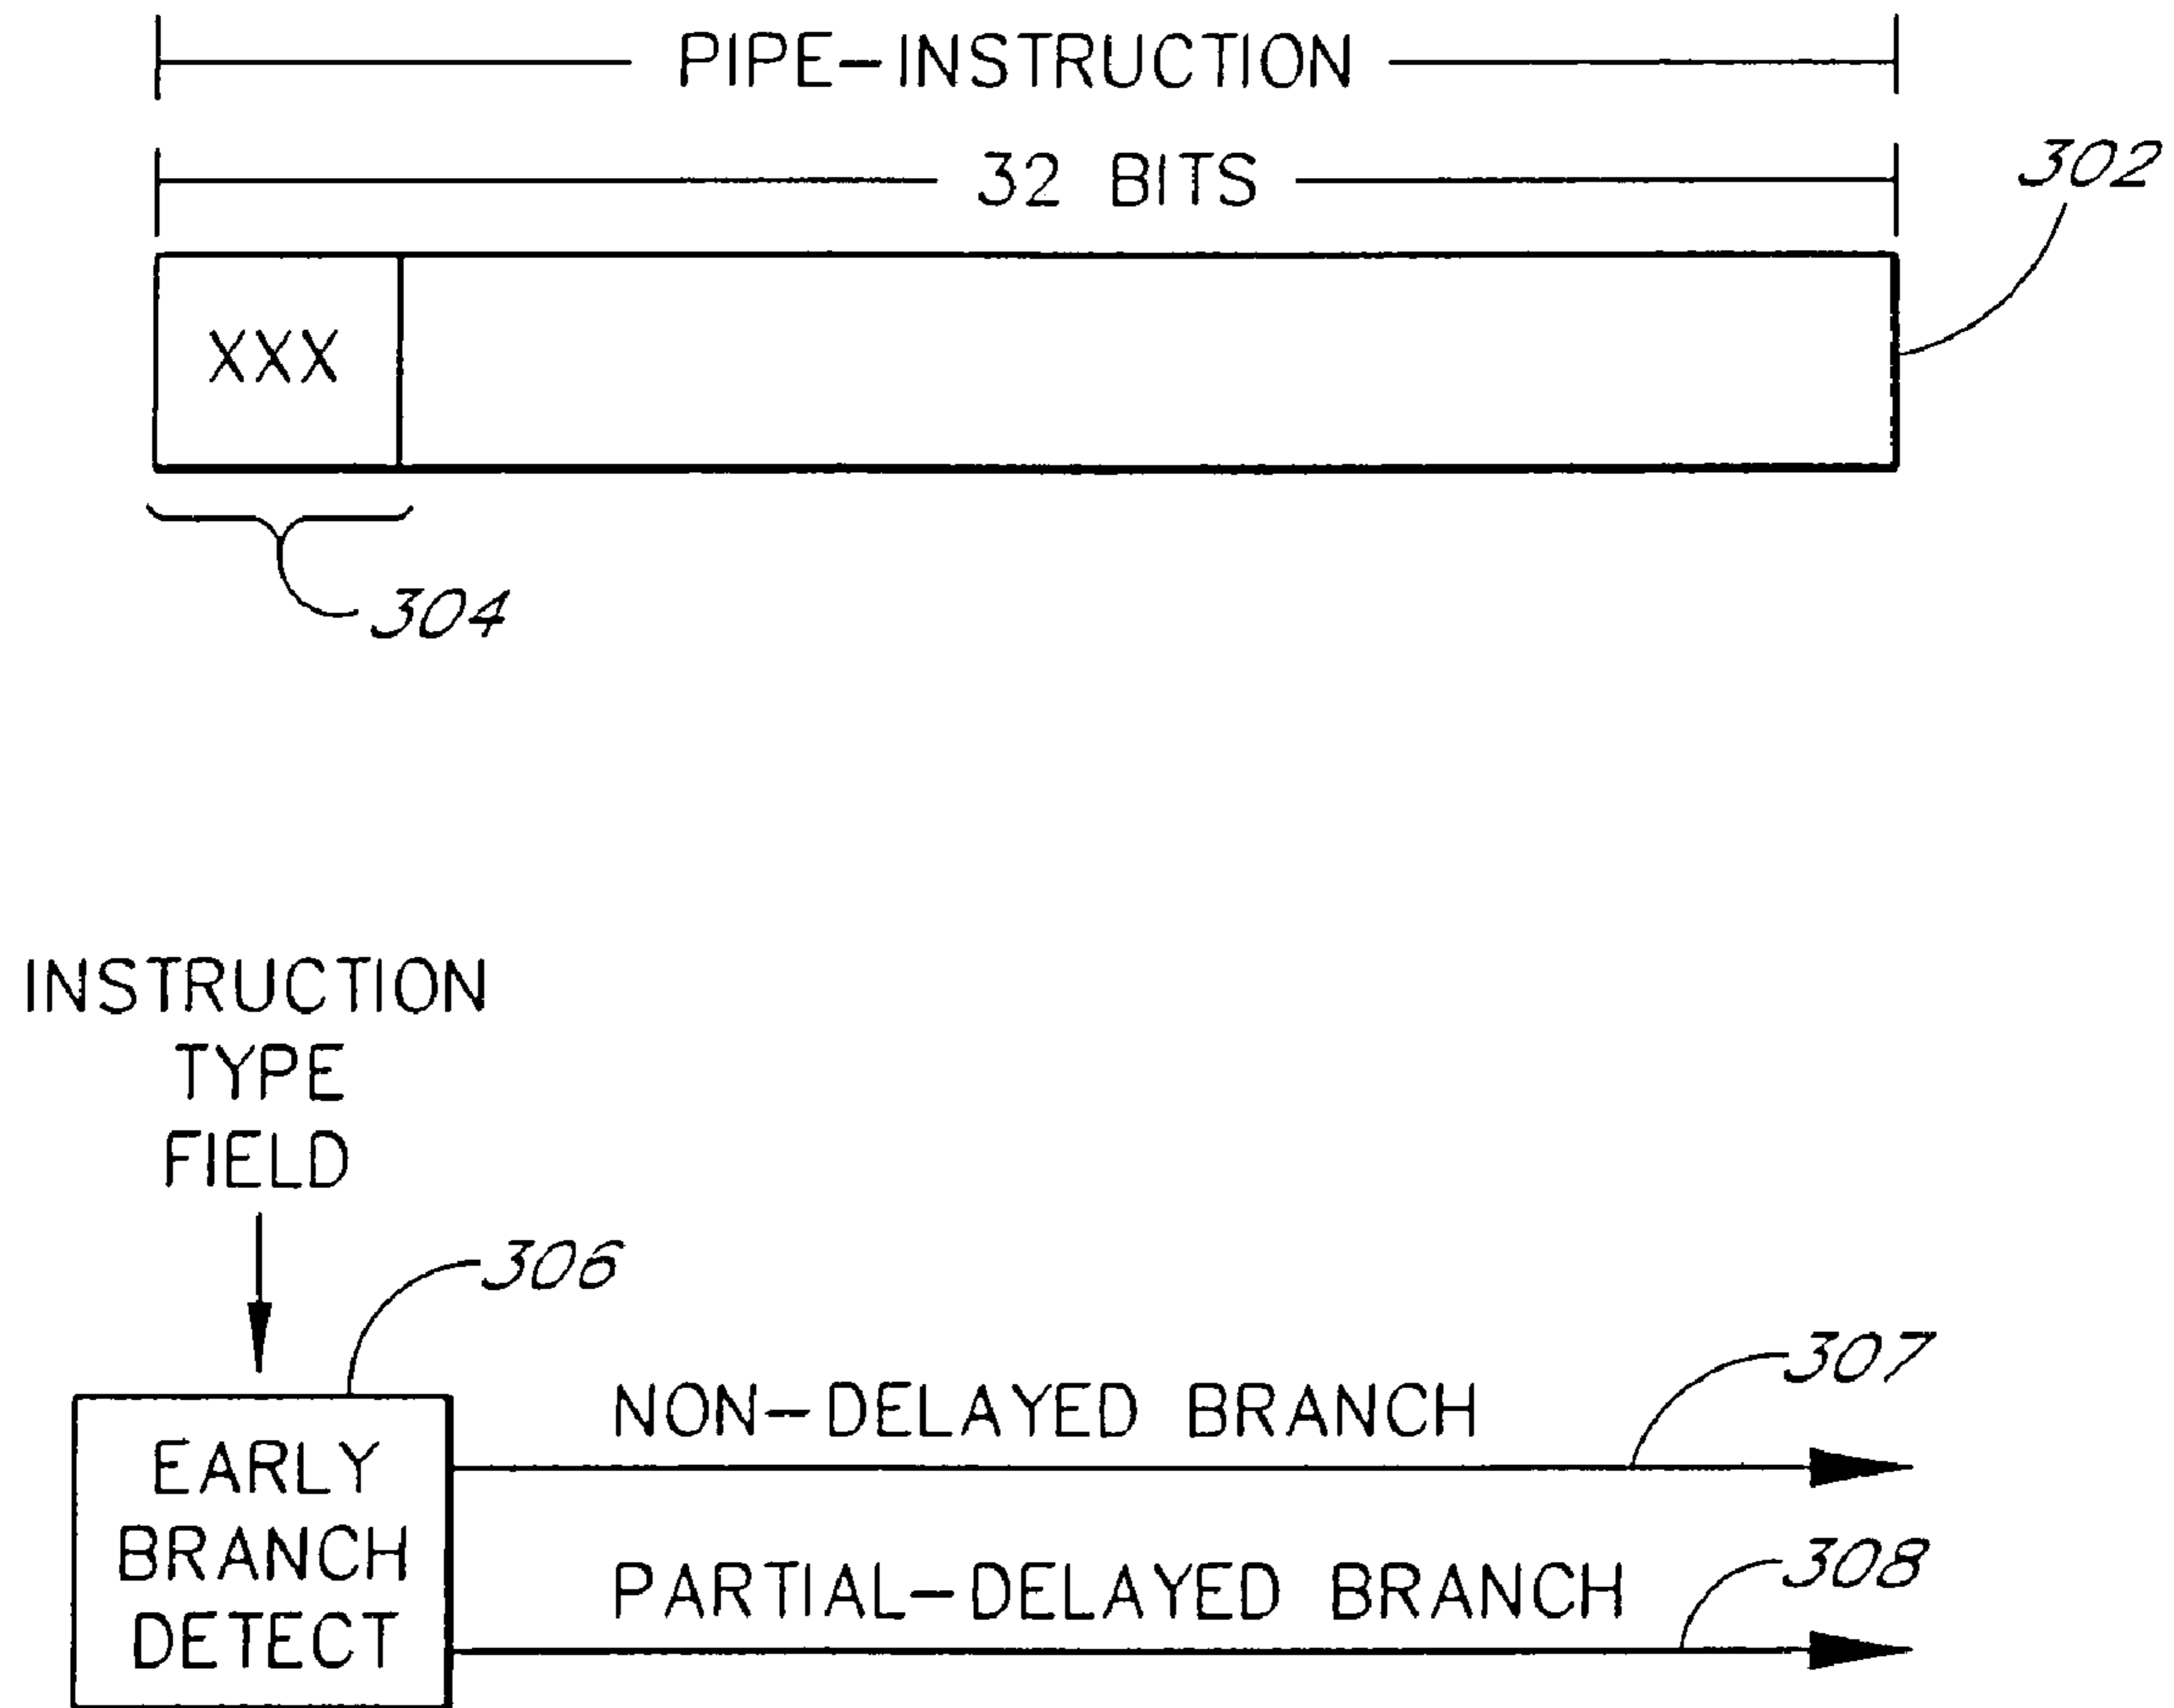 PIPE-INSTRUCTION
32 BITS
302
XXX
304
INSTRUCTION
TYPE
FIELD
306
307
NON-DELAYED BRANCH
EARLY
BRANCH
DETECT
308
PARTIAL-DELAYED BRANCH